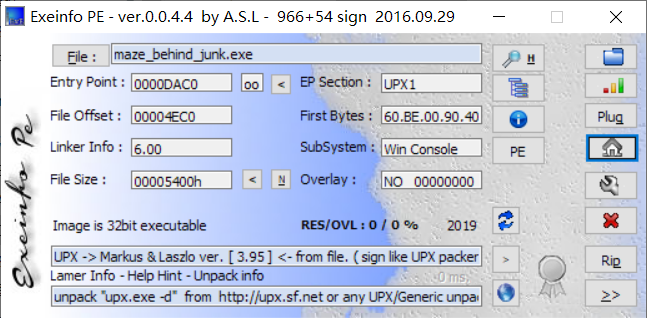 Exeinfo PE - ver.0.0.4.4 by A.S.L - 966+54 sign 2016.09.29
File : maze_behind_junk.exe H
Entry Point : 0000DAC0 oo < EP Section : UPX1
File Offset : 00004EC0 First Bytes : 60.BE.00.90.40 Plug
Linker Info : 6.00 SubSystem : Win Console PE
File Size : 00005400h < N Overlay : NO 00000000
Image is 32bit executable RES/OVL : 0 / 0 % 2019
UPX -> Markus & Laszlo ver. [ 3.95 ] <- from file. ( sign like UPX packer > Rip
Lamer Info - Help Hint - Unpack info 0 ms.
unpack "upx.exe -d" from http://upx.sf.net or any UPX/Generic unpa >>
Exeinfo Pe